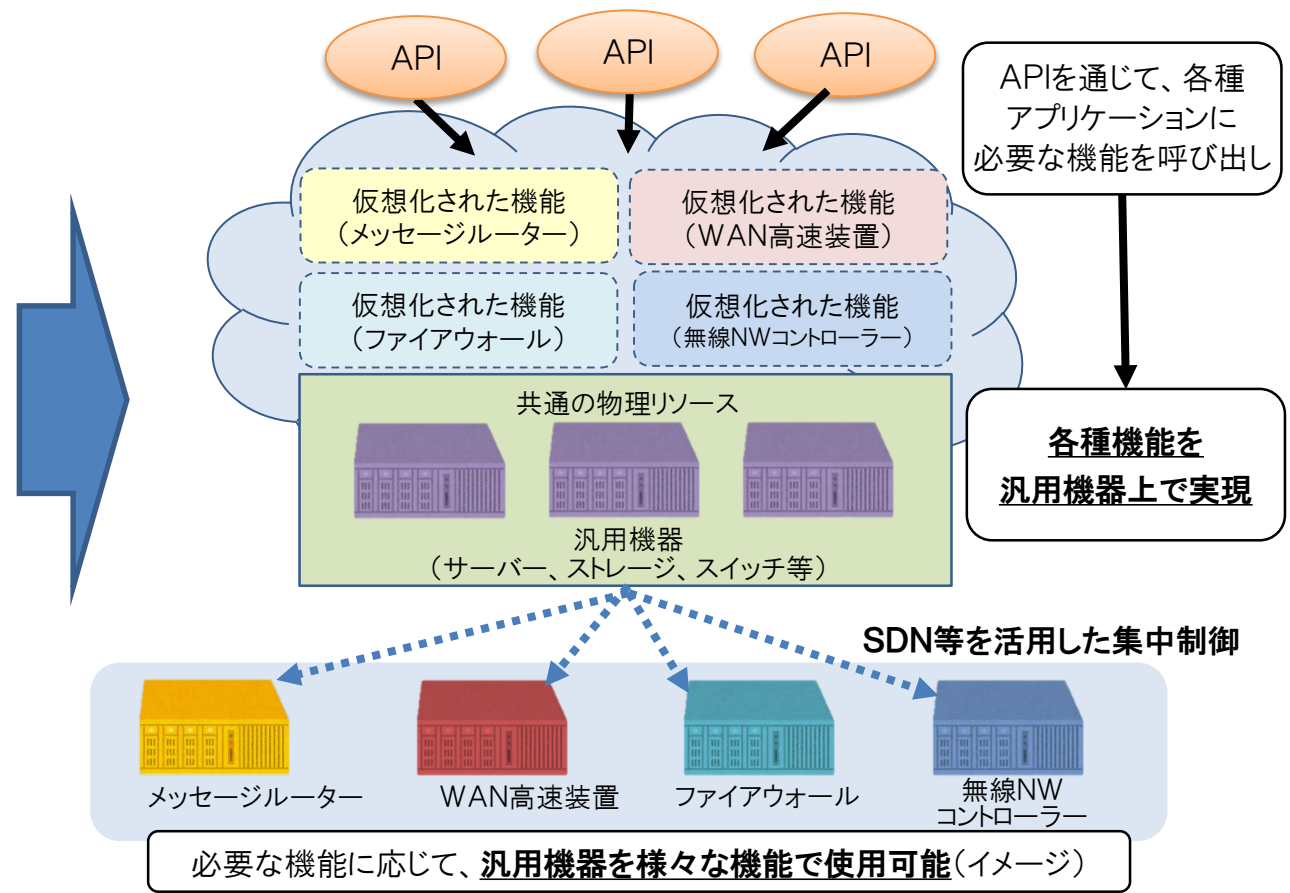 API
API
API
APIを通じて、各種
アプリケーションに
必要な機能を呼び出し
仮想化された機能
（メッセージルーター）
仮想化された機能
（WAN高速装置）
仮想化された機能
（ファイアウォール）
仮想化された機能
（無線NWコントローラー）
共通の物理リソース
汎用機器
（サーバー、ストレージ、スイッチ等）
各種機能を
汎用機器上で実現
SDN等を活用した集中制御
メッセージルーター
WAN高速装置
ファイアウォール
無線NW
コントローラー
必要な機能に応じて、汎用機器を様々な機能で使用可能（イメージ）